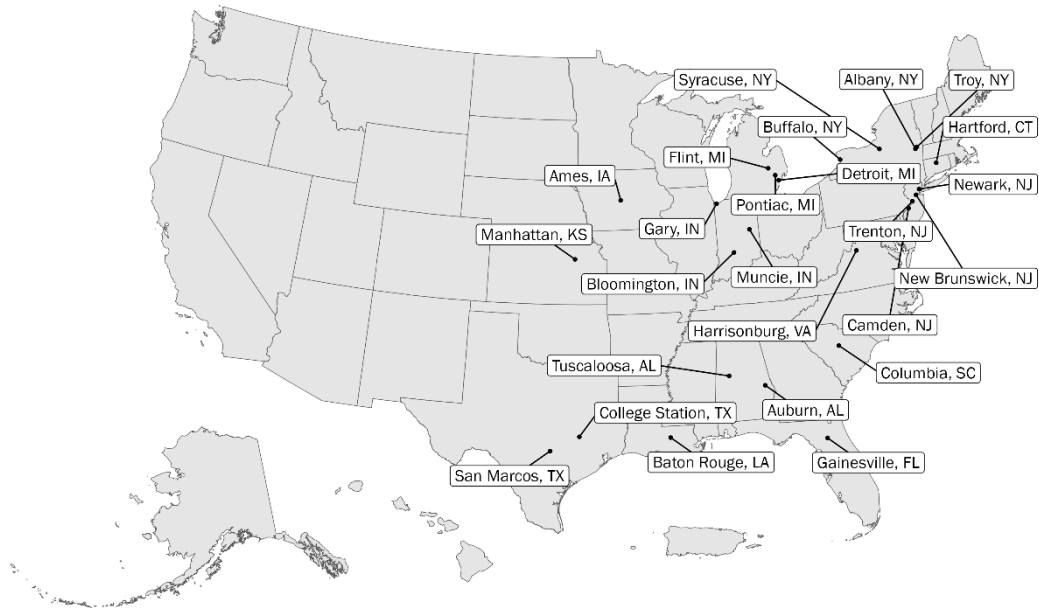 Syracuse, NY
Albany, NY
Troy, NY
Buffalo, NY
Hartford, CT
Flint, MI
Detroit, MI
Ames, IA
Newark, NJ
Pontiac, MI
Gary, IN
Trenton, NJ
Manhattan, KS
Bloomington, IN
Muncie, IN
New Brunswick, NJ
Harrisonburg, VA
Camden, NJ
Tuscaloosa, AL
Columbia, SC
College Station, TX
Auburn, AL
San Marcos, TX
Baton Rouge, LA
Gainesville, FL